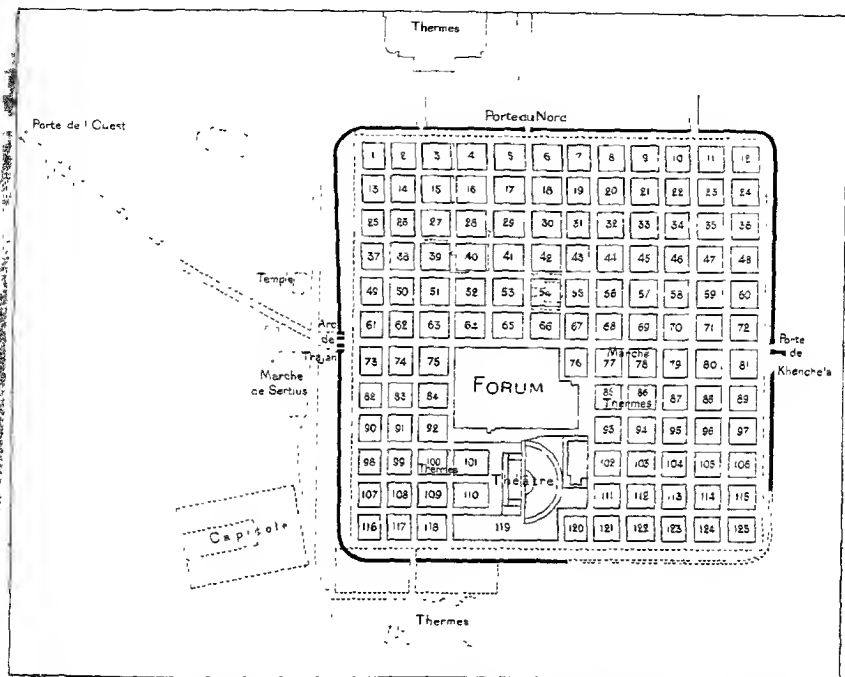 Thermes
Porte de l'Ouest
Porte du Nord
1 2 3 4 5 6 7 8 9 10 11 12
13 14 15 16 17 18 19 20 21 22 23 24
25 26 27 28 29 30 31 32 33 34 35 36
37 38 39 40 41 42 43 44 45 46 47 48
Temple
49 50 51 52 53 54 55 56 57 58 59 60
61 62 63 64 65 66 67 68 69 70 71 72
Arc
de
Trajan
Porte
de
Khenchela
Marche
73 74 75 76 77 78 79 80 81
Marche
de Sertius
FORUM
82 83 84 85 86 87 88 89
Thermes
90 91 92 93 94 95 96 97
98 99 100 101 102 103 104 105 106
Thermes
Théâtre
107 108 109 110 111 112 113 114 115
Capitole
116 117 118 119 120 121 122 123 124 125
Thermes